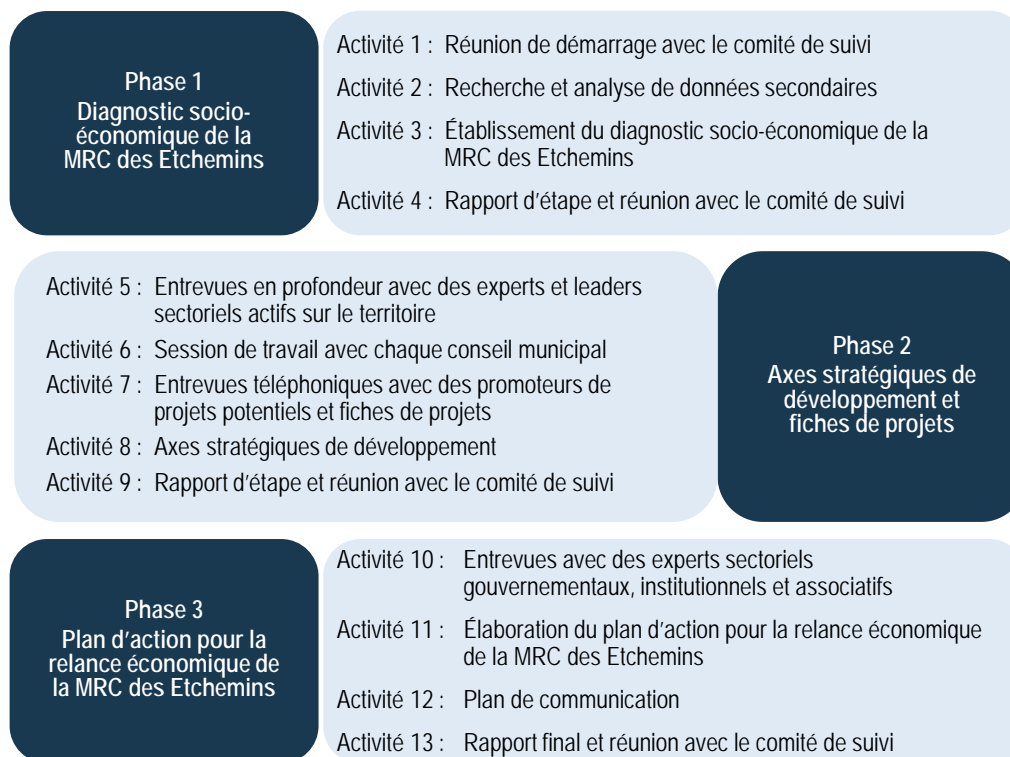 Phase 1
Diagnostic socio-
économique de la
MRC des Etchemins
Activité 1 : Réunion de démarrage avec le comité de suivi
Activité 2 : Recherche et analyse de données secondaires
Activité 3 : Établissement du diagnostic socio-économique de la
MRC des Etchemins
Activité 4 : Rapport d'étape et réunion avec le comité de suivi
Activité 5 : Entrevues en profondeur avec des experts et leaders
sectoriels actifs sur le territoire
Activité 6 : Session de travail avec chaque conseil municipal
Activité 7 : Entrevues téléphoniques avec des promoteurs de
projets potentiels et fiches de projets
Activité 8 : Axes stratégiques de développement
Activité 9 : Rapport d'étape et réunion avec le comité de suivi
Phase 2
Axes stratégiques de
développement et
fiches de projets
Phase 3
Plan d'action pour la
relance économique de
la MRC des Etchemins
Activité 10 : Entrevues avec des experts sectoriels
gouvernementaux, institutionnels et associatifs
Activité 11 : Élaboration du plan d'action pour la relance économique
de la MRC des Etchemins
Activité 12 : Plan de communication
Activité 13 : Rapport final et réunion avec le comité de suivi